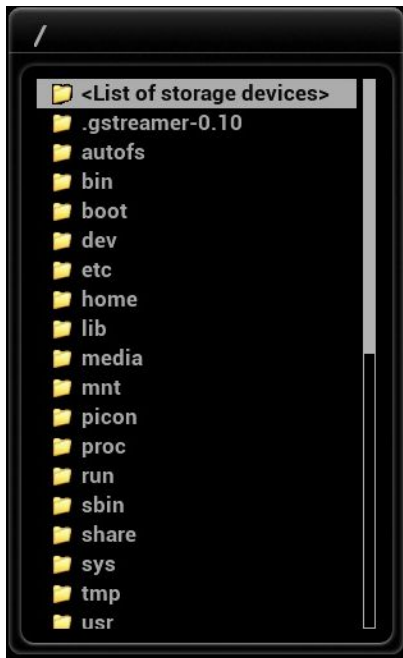 /
<List of storage devices>
.gstreamer-0.10
autofs
bin
boot
dev
etc
home
lib
media
mnt
picon
proc
run
sbin
share
sys
tmp
usr